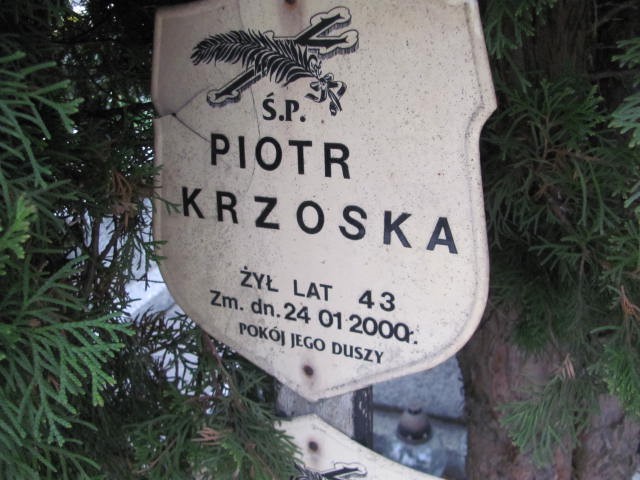 Ś.P.
PIOTR
KRZOSKA
ŻYŁ LAT 43
Zm. dn. 24 01 2000r.
POKÓJ JEGO DUSZY